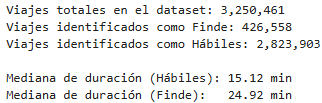 Viajes totales en el dataset: 3,250,461
Viajes identificados como Finde: 426,558
Viajes identificados como Hábiles: 2,823,903
Mediana de duración (Hábiles): 15.12 min
Mediana de duración (Finde):   24.92 min